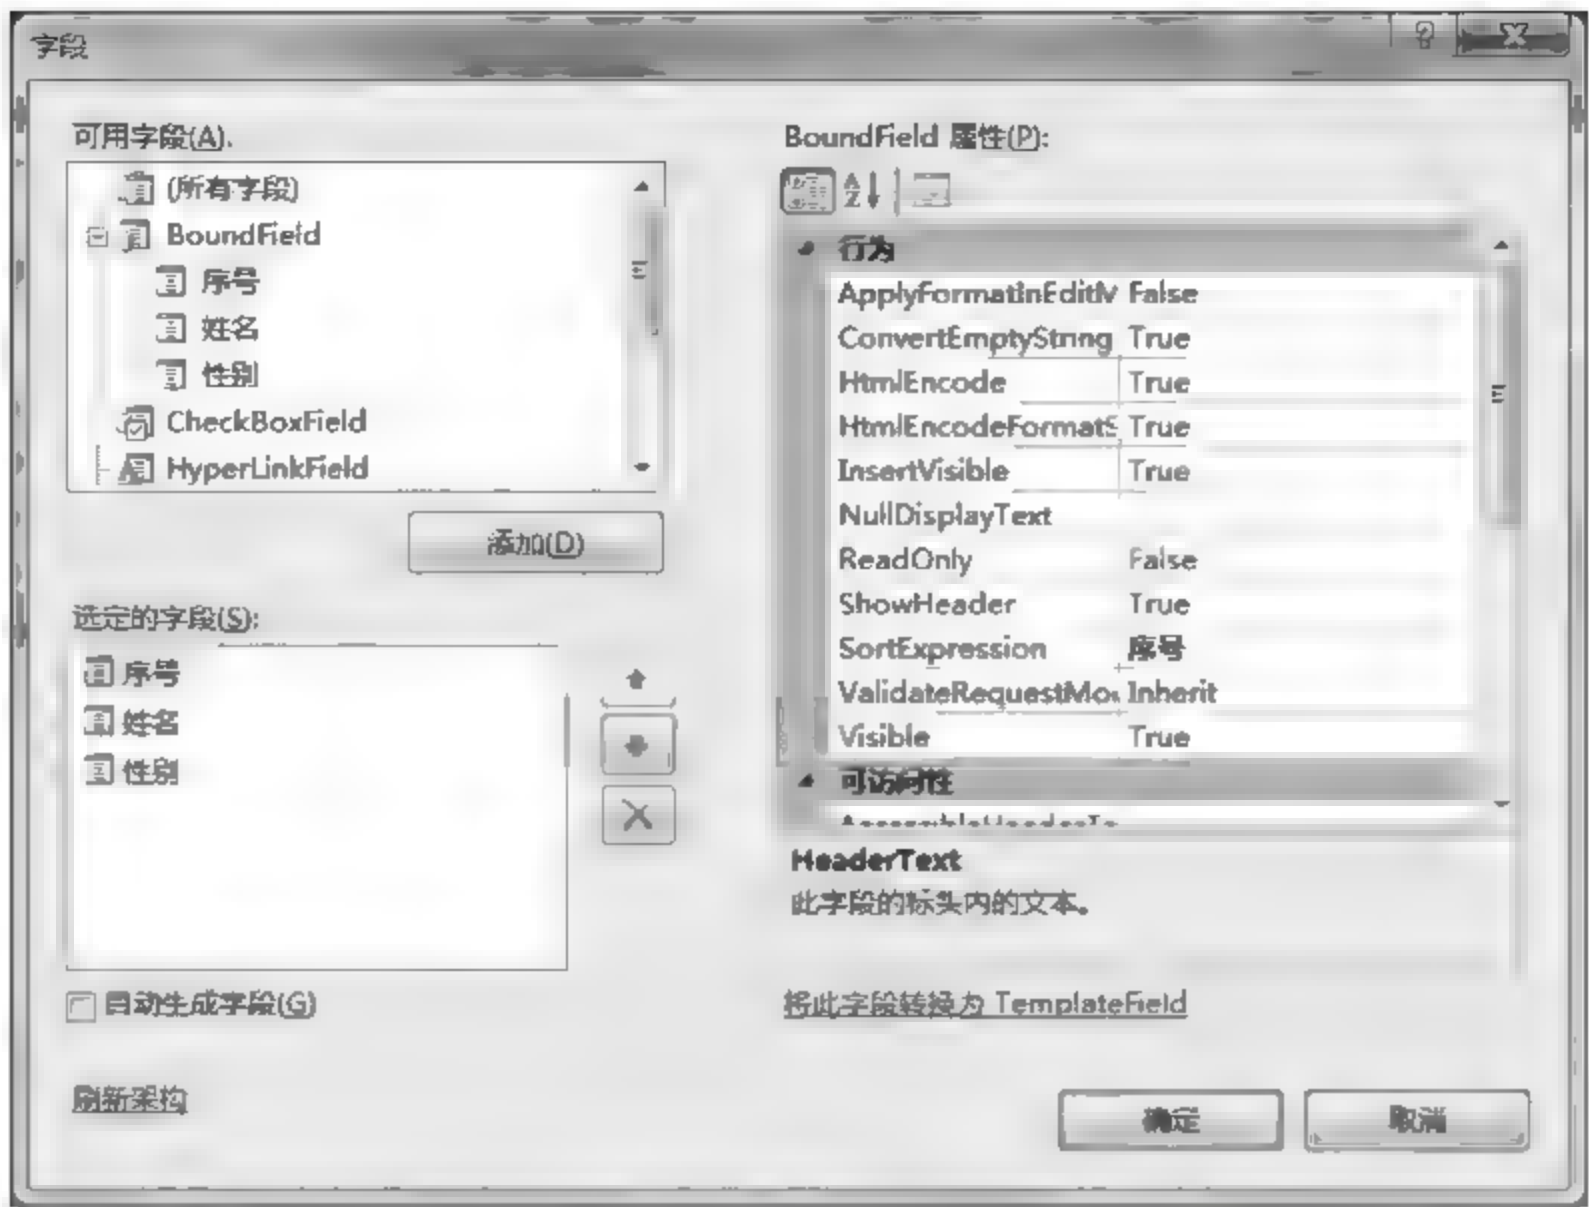 字段
可用字段(A).
(所有字段)
BoundField
序号
姓名
性别
CheckBoxField
HyperLinkField
添加(D)
选定的字段(S):
序号
姓名
性别
自动生成字段(G)
刷新架构
BoundField 属性(P):
行为
ApplyFormatInEditM False
ConvertEmptyString True
HtmlEncode True
HtmlEncodeFormatS True
InsertVisible True
NullDisplayText
ReadOnly False
ShowHeader True
SortExpression 序号
ValidateRequestMo Inherit
Visible True
可访问性
HeaderText
此字段的标头内的文本。
将此字段转换为 TemplateField
确定
取消